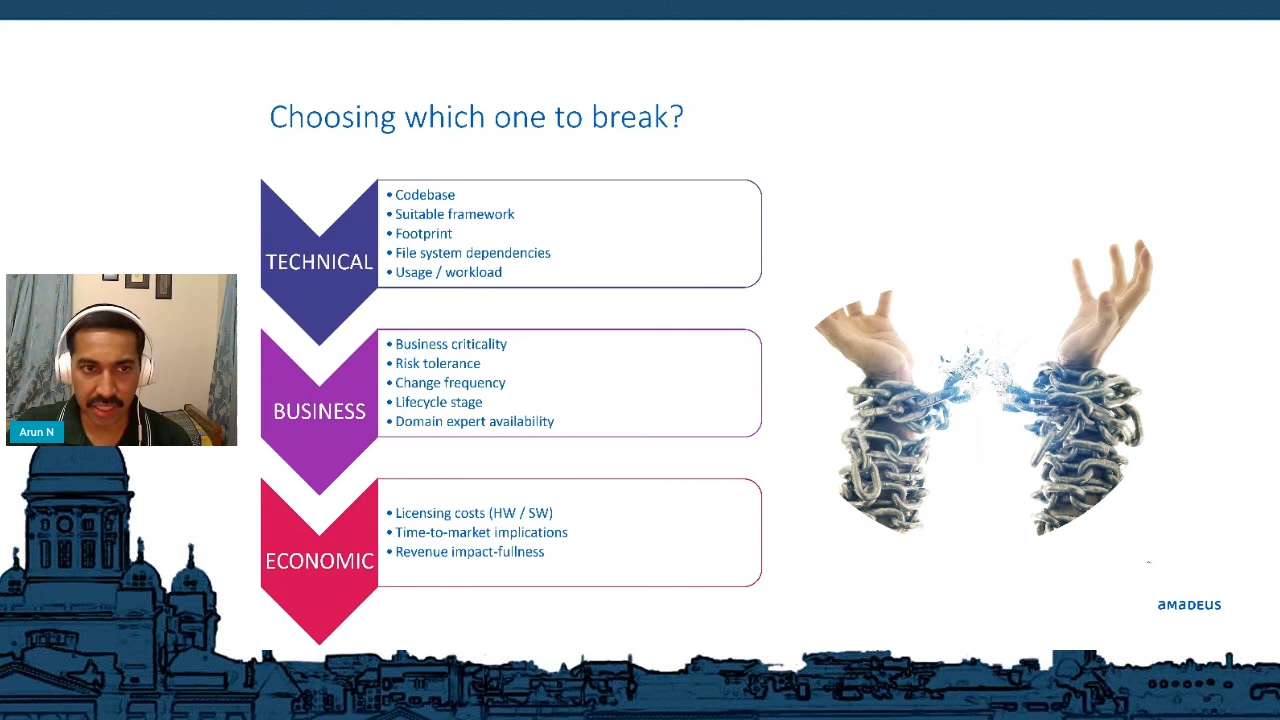 Choosing which one to break?
TECHNICAL
• Codebase
• Suitable framework
• Footprint
• File system dependencies
• Usage / workload
BUSINESS
• Business criticality
• Risk tolerance
• Change frequency
• Lifecycle stage
• Domain expert availability
ECONOMIC
• Licensing costs (HW / SW)
• Time-to-market implications
• Revenue impact-fullness
Arun N
amadeus